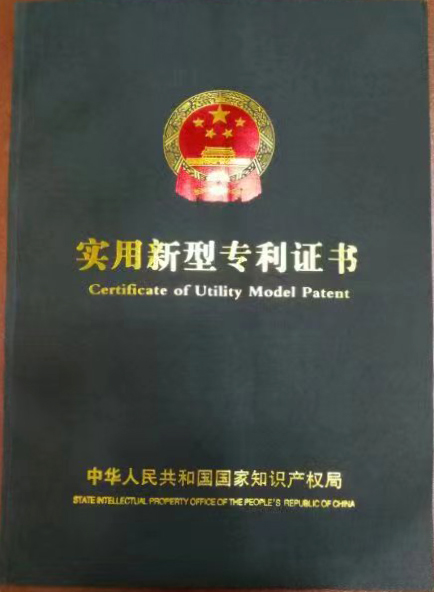 实用新型专利证书
Certificate of Utility Model Patent
中华人民共和国国家知识产权局
STATE INTELLECTUAL PROPERTY OFFICE OF THE PEOPLE'S REPUBLIC OF CHINA